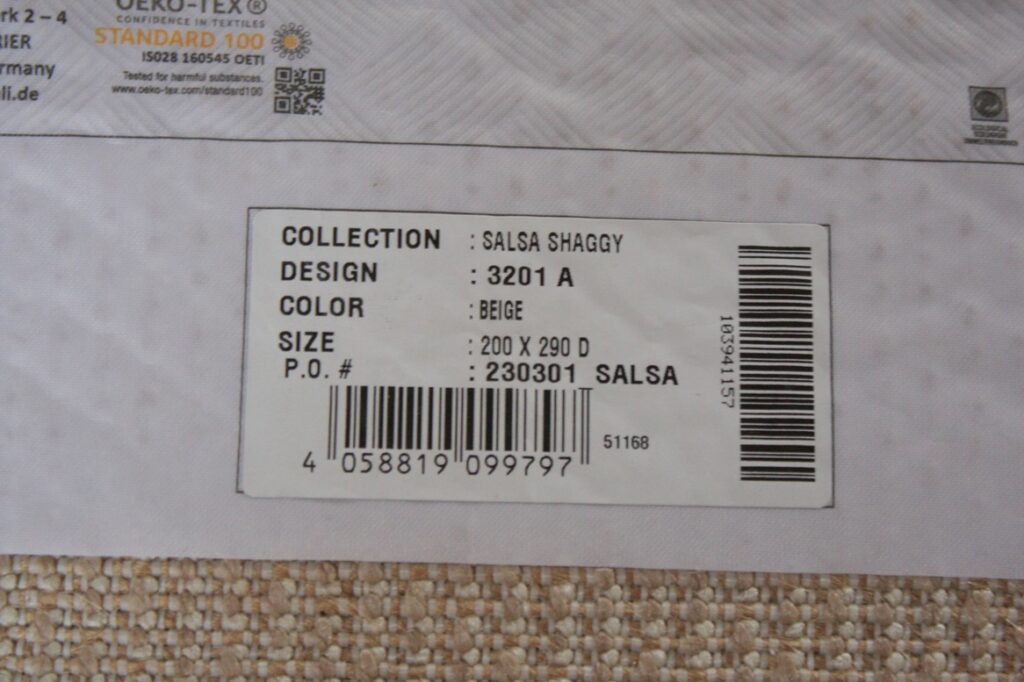 rk 2 – 4
RIER
rmany
li.de
OEKO-TEX®
CONFIDENCE IN TEXTILES
STANDARD 100
IS028 160545 OETI
Tested for harmful substances.
www.oeko-tex.com/standard100
COLLECTION : SALSA SHAGGY
DESIGN : 3201 A
COLOR : BEIGE
SIZE : 200 X 290 D
P.O. # : 230301 SALSA
4 058819 099797
51168
103941157